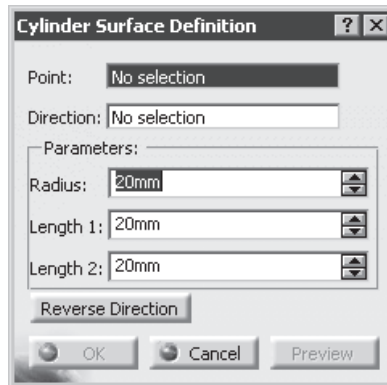 Cylinder Surface Definition ? X
Point: No selection
Direction: No selection
Parameters:
Radius: 20mm
Length 1: 20mm
Length 2: 20mm
Reverse Direction
OK Cancel Preview